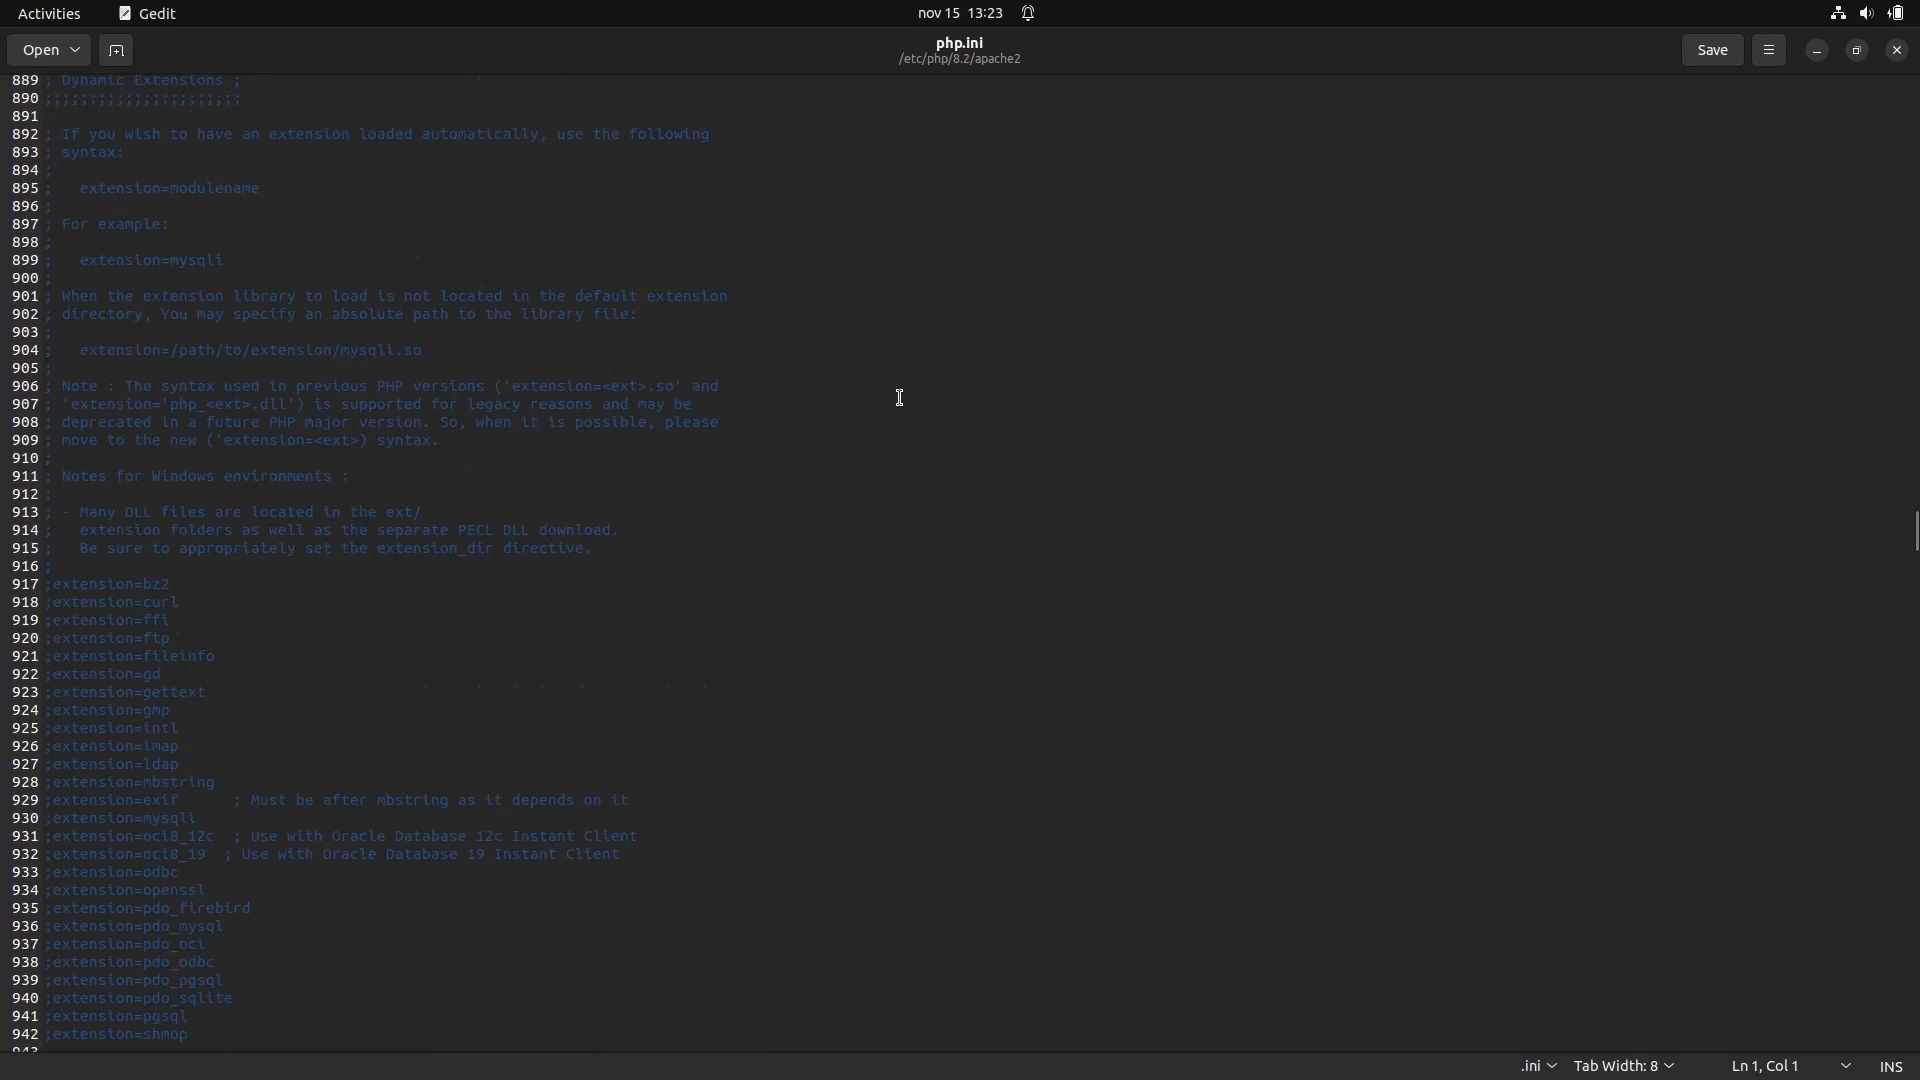 Activities Gedit nov 15 13:23
Open php.ini Save
/etc/php/8.2/apache2
889 ; Dynamic Extensions ;
890 ;;;;;;;;;;;;;;;;;;;;;;
891
892 ; If you wish to have an extension loaded automatically, use the following
893 ; syntax:
894 ;
895 ;   extension=modulename
896 ;
897 ; For example:
898 ;
899 ;   extension=mysqli
900 ;
901 ; When the extension library to load is not located in the default extension
902 ; directory, You may specify an absolute path to the library file:
903 ;
904 ;   extension=/path/to/extension/mysqli.so
905 ;
906 ; Note : The syntax used in previous PHP versions ('extension=<ext>.so' and
907 ; 'extension='php_<ext>.dll') is supported for legacy reasons and may be
908 ; deprecated in a future PHP major version. So, when it is possible, please
909 ; move to the new ('extension=<ext>) syntax.
910 ;
911 ; Notes for Windows environments :
912 ;
913 ; - Many DLL files are located in the ext/
914 ;   extension folders as well as the separate PECL DLL download.
915 ;   Be sure to appropriately set the extension_dir directive.
916 ;
917 ;extension=bz2
918 ;extension=curl
919 ;extension=ffi
920 ;extension=ftp
921 ;extension=fileinfo
922 ;extension=gd
923 ;extension=gettext
924 ;extension=gmp
925 ;extension=intl
926 ;extension=imap
927 ;extension=ldap
928 ;extension=mbstring
929 ;extension=exif      ; Must be after mbstring as it depends on it
930 ;extension=mysqli
931 ;extension=oci8_12c  ; Use with Oracle Database 12c Instant Client
932 ;extension=oci8_19  ; Use with Oracle Database 19 Instant Client
933 ;extension=odbc
934 ;extension=openssl
935 ;extension=pdo_firebird
936 ;extension=pdo_mysql
937 ;extension=pdo_oci
938 ;extension=pdo_odbc
939 ;extension=pdo_pgsql
940 ;extension=pdo_sqlite
941 ;extension=pgsql
942 ;extension=shmop
943
.ini Tab Width: 8 Ln 1, Col 1 INS